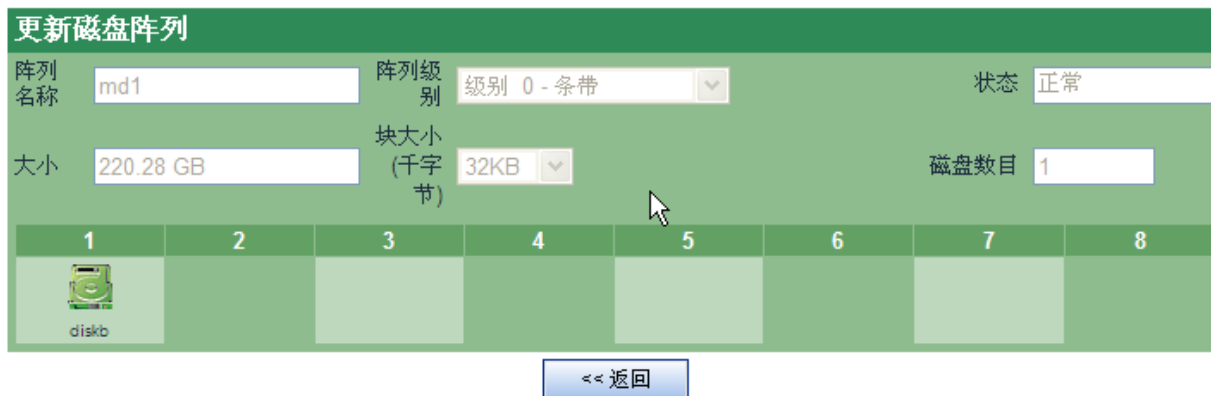 更新磁盘阵列
阵列名称 md1 阵列级别 级别 0 - 条带 状态 正常
大小 220.28 GB 块大小(千字节) 32KB 磁盘数目 1
1 2 3 4 5 6 7 8
diskb
<< 返回